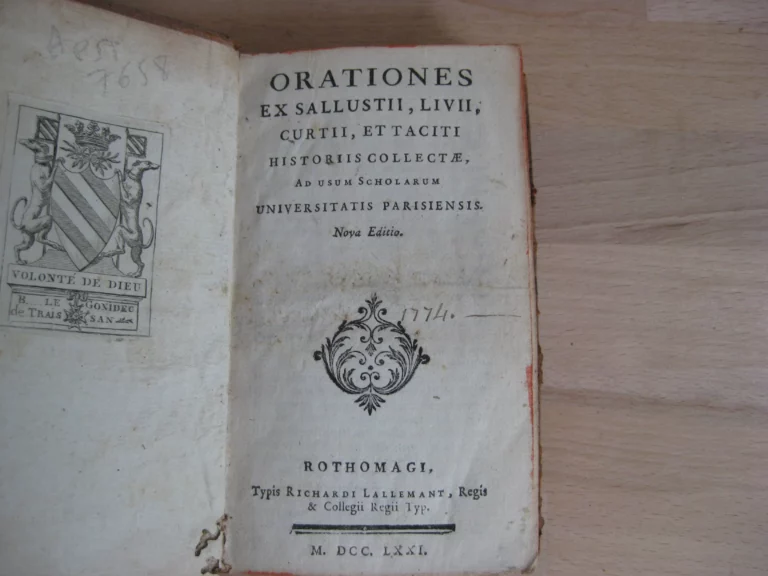 7658
VOLONTÉ DE DIEU
H.... LE GONIDEC
de TRAISSAN
ORATIONES
EX SALLUSTII, LIVII,
CURTII, ET TACITI
HISTORIIS COLLECTÆ,
AD USUM SCHOLARUM
UNIVERSITATIS PARISIENSIS.
Nova Editio.
1774.
ROTHOMAGI,
Typis RICHARDI LALLEMANT, Regis
& Collegii Regii Typ.
M. DCC. LXXI.